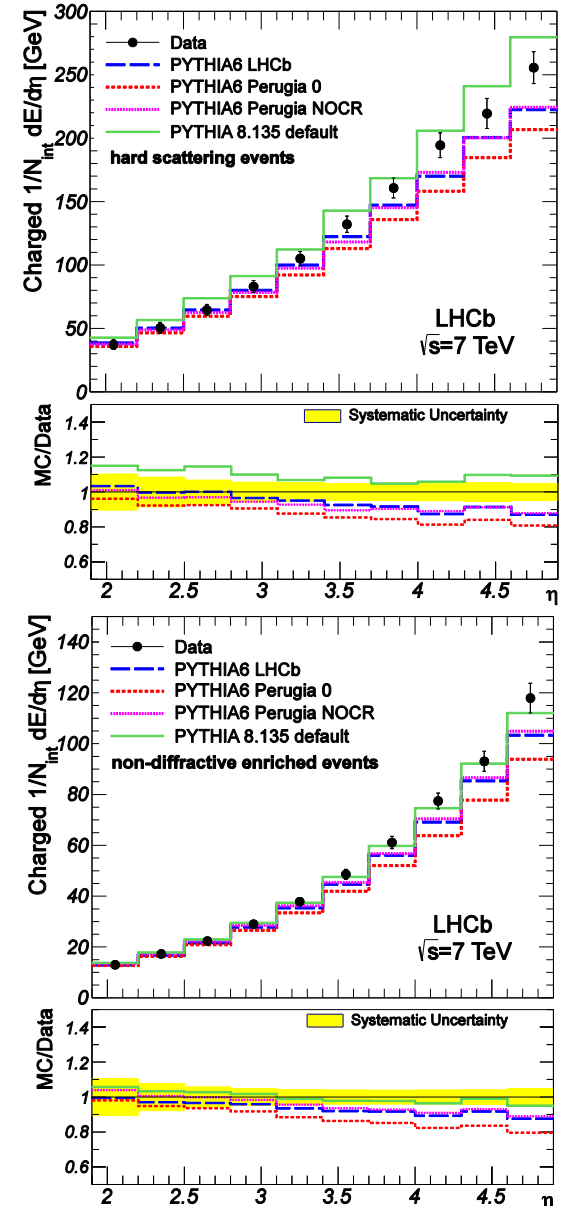 300
250
200
150
100
50
0
Charged 1/N_int dE/dη [GeV]
Data
PYTHIA6 LHCb
PYTHIA6 Perugia 0
PYTHIA6 Perugia NOCR
PYTHIA 8.135 default
hard scattering events
LHCb
√s=7 TeV
MC/Data
1.4
1.2
1
0.8
0.6
Systematic Uncertainty
2 2.5 3 3.5 4 4.5 η
140
120
100
80
60
40
20
0
Charged 1/N_int dE/dη [GeV]
Data
PYTHIA6 LHCb
PYTHIA6 Perugia 0
PYTHIA6 Perugia NOCR
PYTHIA 8.135 default
non-diffractive enriched events
LHCb
√s=7 TeV
MC/Data
1.4
1.2
1
0.8
0.6
Systematic Uncertainty
2 2.5 3 3.5 4 4.5 η